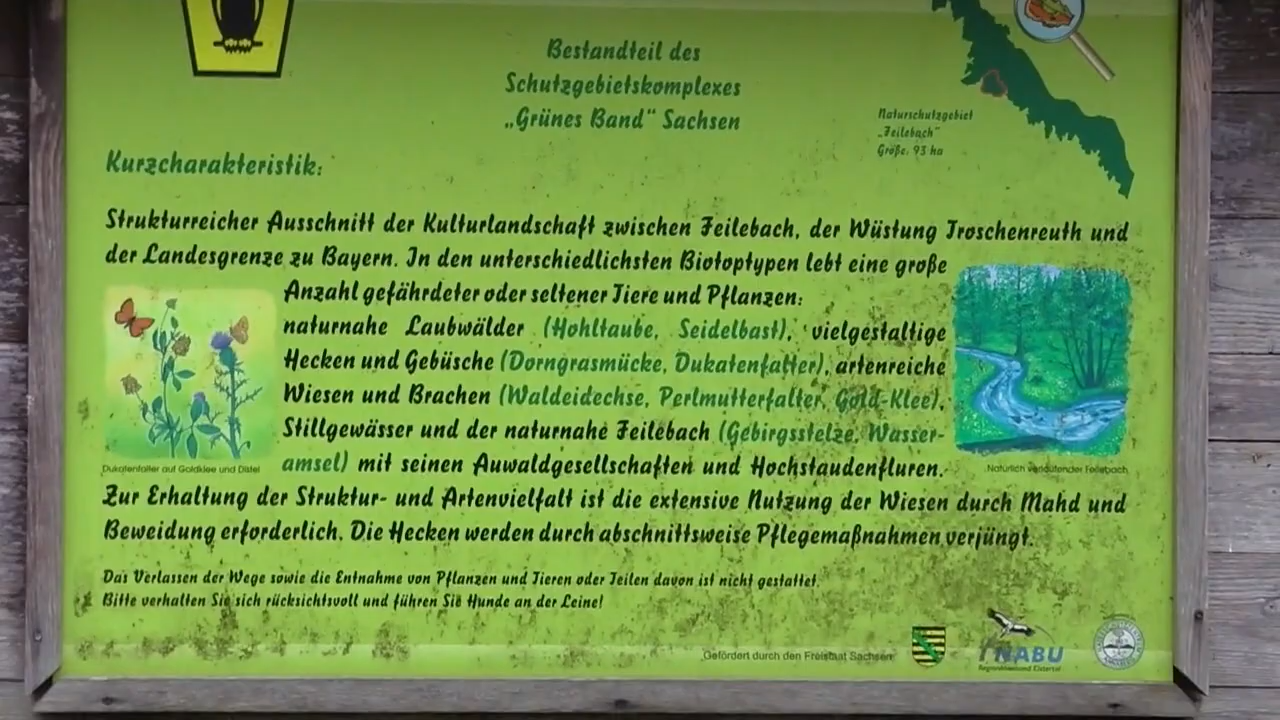 Bestandteil des
Schutzgebietskomplexes
„Grünes Band“ Sachsen
Naturschutzgebiet
„Feilebach“
Größe: 93 ha
Kurzcharakteristik:
Strukturreicher Ausschnitt der Kulturlandschaft zwischen Feilebach, der Wüstung Troschenreuth und
der Landesgrenze zu Bayern. In den unterschiedlichsten Biotoptypen lebt eine große
Anzahl gefährdeter oder seltener Tiere und Pflanzen:
naturnahe Laubwälder (Hohltaube, Seidelbast), vielgestaltige
Hecken und Gebüsche (Dorngrasmücke, Dukatenfalter), artenreiche
Wiesen und Brachen (Waldeidechse, Perlmutterfalter, Gold-Klee),
Stillgewässer und der naturnahe Feilebach (Gebirgsstelze, Wasser-
amsel) mit seinen Auwaldgesellschaften und Hochstaudenfluren.
Dukatenfalter auf Goldklee und Distel
Natürlich verlaufender Feilebach
Zur Erhaltung der Struktur- und Artenvielfalt ist die extensive Nutzung der Wiesen durch Mahd und
Beweidung erforderlich. Die Hecken werden durch abschnittsweise Pflegemaßnahmen verjüngt.
Das Verlassen der Wege sowie die Entnahme von Pflanzen und Tieren oder Teilen davon ist nicht gestattet.
Bitte verhalten Sie sich rücksichtsvoll und führen Sie Hunde an der Leine!
Gefördert durch den Freistaat Sachsen
NABU